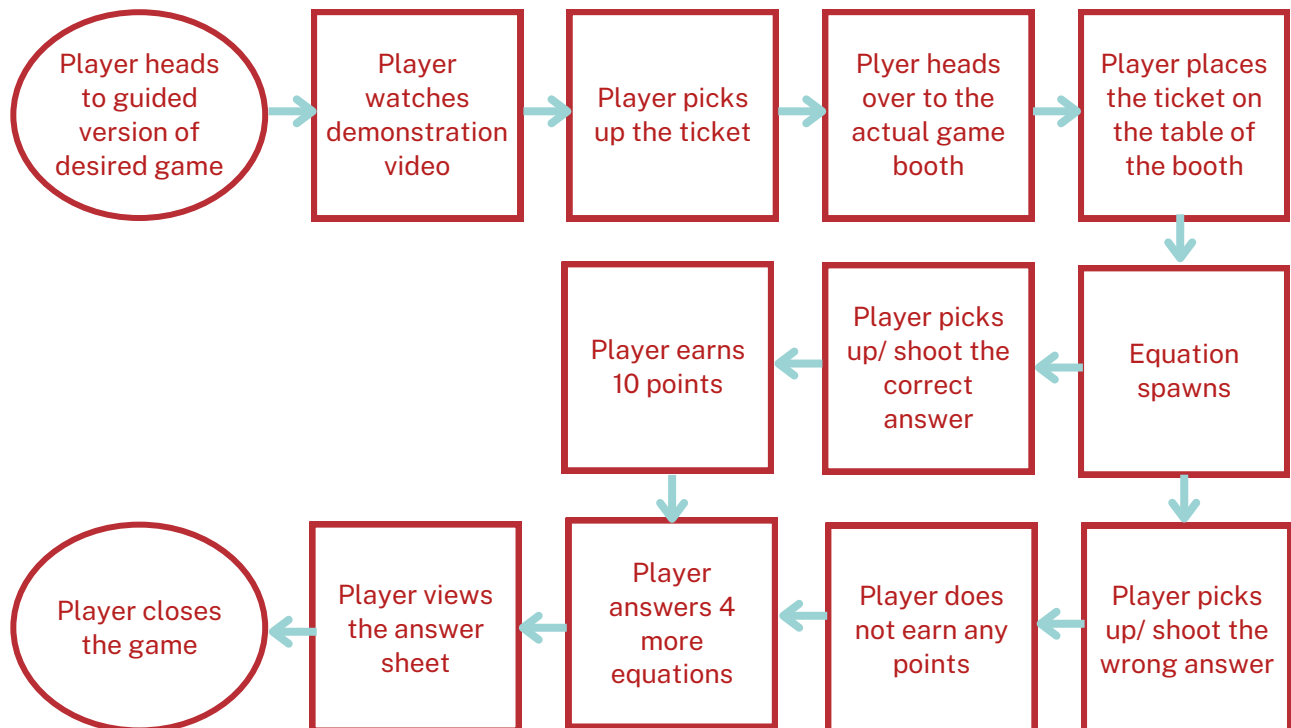 Player heads
to guided
version of
desired game
Player
watches
demonstration
video
Player picks
up the ticket
Plyer heads
over to the
actual game
booth
Player places
the ticket on
the table of
the booth
Equation
spawns
Player picks
up/ shoot the
correct
answer
Player earns
10 points
Player picks
up/ shoot the
wrong answer
Player does
not earn any
points
Player
answers 4
more
equations
Player views
the answer
sheet
Player closes
the game